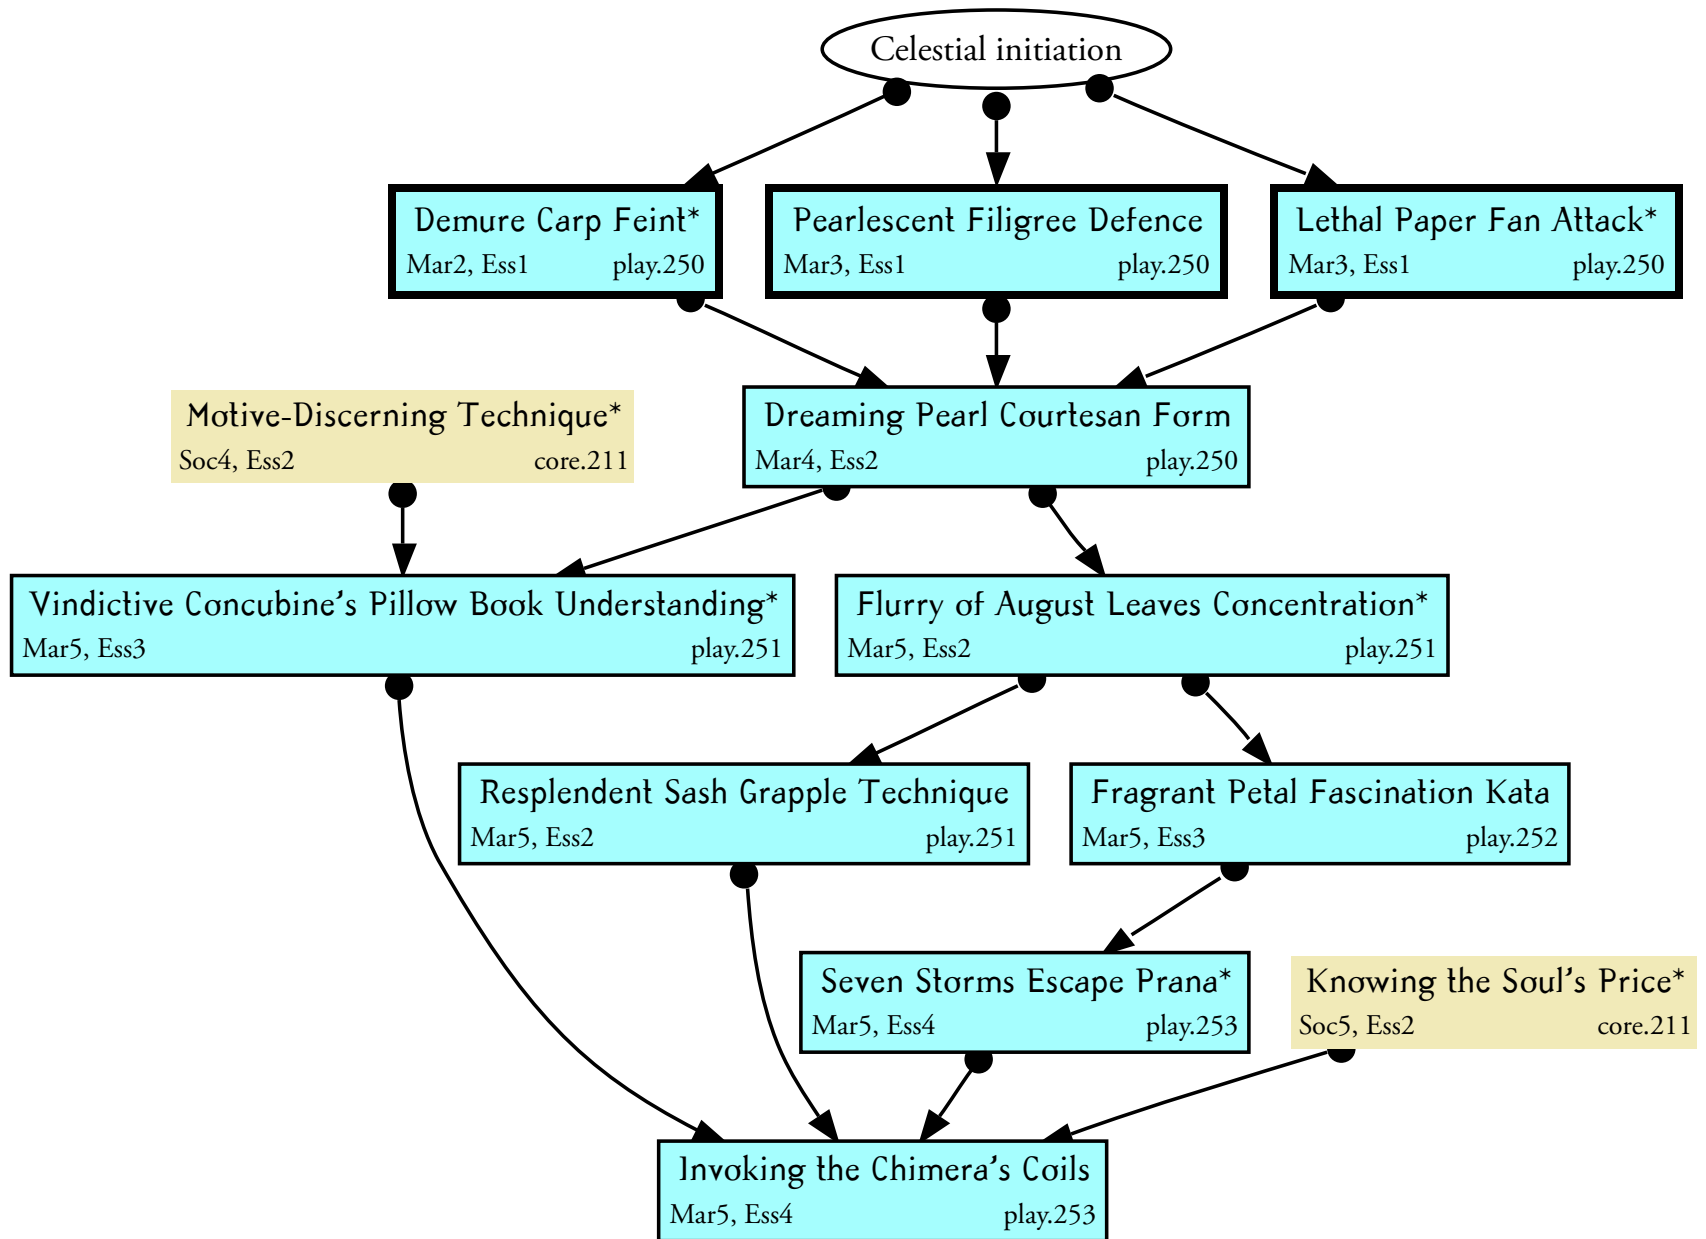 Celestial initiation
Demure Carp Feint*
Mar2, Ess1 play.250
Pearlescent Filigree Defence
Mar3, Ess1 play.250
Lethal Paper Fan Attack*
Mar3, Ess1 play.250
Motive-Discerning Technique*
Soc4, Ess2 core.211
Dreaming Pearl Courtesan Form
Mar4, Ess2 play.250
Vindictive Concubine's Pillow Book Understanding*
Mar5, Ess3 play.251
Flurry of August Leaves Concentration*
Mar5, Ess2 play.251
Resplendent Sash Grapple Technique
Mar5, Ess2 play.251
Fragrant Petal Fascination Kata
Mar5, Ess3 play.252
Seven Storms Escape Prana*
Mar5, Ess4 play.253
Knowing the Soul's Price*
Soc5, Ess2 core.211
Invoking the Chimera's Coils
Mar5, Ess4 play.253